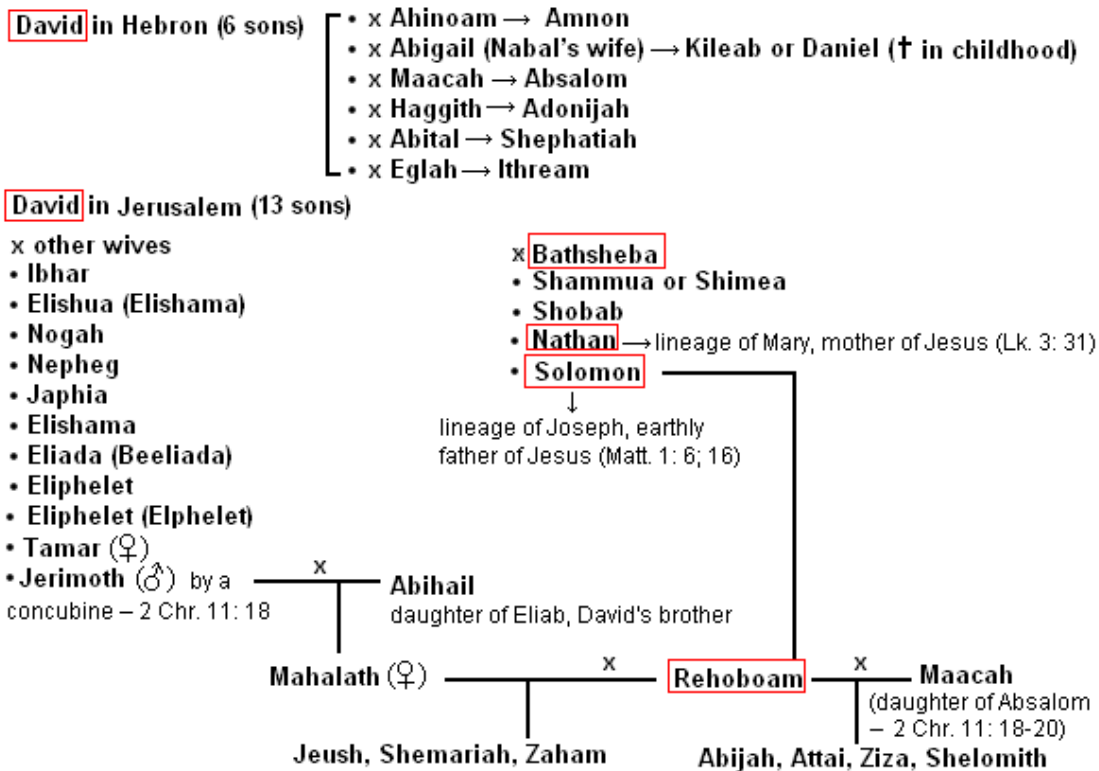 David in Hebron (6 sons)
• x Ahinoam → Amnon
• x Abigail (Nabal's wife) → Kileab or Daniel (✝ in childhood)
• x Maacah → Absalom
• x Haggith → Adonijah
• x Abital → Shephatiah
• x Eglah → Ithream
David in Jerusalem (13 sons)
x other wives
• Ibhar
• Elishua (Elishama)
• Nogah
• Nepheg
• Japhia
• Elishama
• Eliada (Beeliada)
• Eliphelet
• Eliphelet (Elphelet)
• Tamar (♀)
• Jerimoth (♂) by a
concubine – 2 Chr. 11: 18
x Bathsheba
• Shammua or Shimea
• Shobab
• Nathan → lineage of Mary, mother of Jesus (Lk. 3: 31)
• Solomon
↓
lineage of Joseph, earthly
father of Jesus (Matt. 1: 6; 16)
x
Abihail
daughter of Eliab, David's brother
Mahalath (♀)
x
Rehoboam
x
Maacah
(daughter of Absalom
– 2 Chr. 11: 18-20)
Jeush, Shemariah, Zaham
Abijah, Attai, Ziza, Shelomith